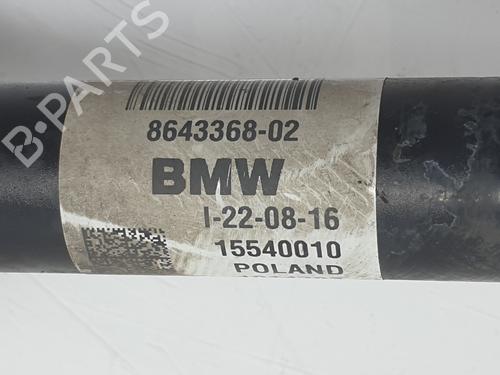 B-PARTS
8643368-02
BMW
I-22-08-16
15540010
POLAND